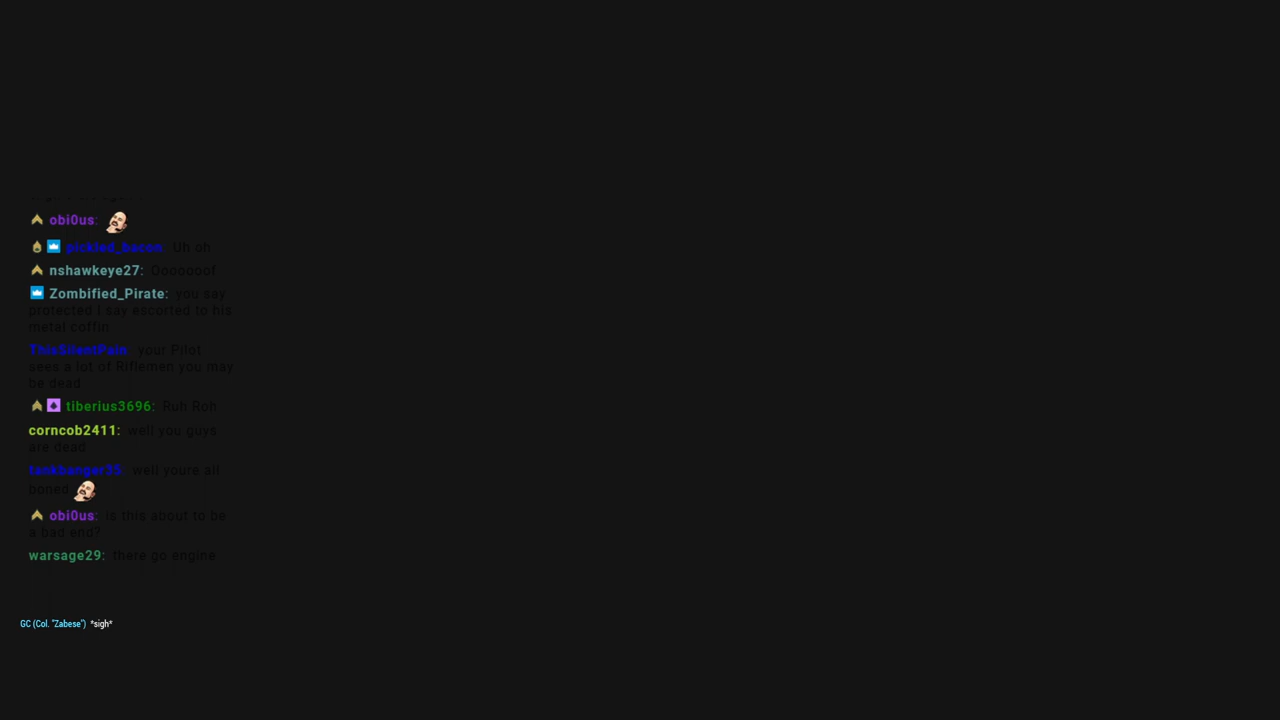 obi0us:
pickled_bacon: Uh oh
nshawkeye27: Ooooooof
Zombified_Pirate: you say
protected I say escorted to his
metal coffin
ThisSilentPain: your Pilot
sees a lot of Riflemen you may
be dead
tiberius3696: Ruh Roh
corncob2411: well you guys
are dead
tankbanger35: well youre all
boned
obi0us: is this about to be
a bad end?
warsage29: there go engine
GC (Col. "Zabese") *sigh*